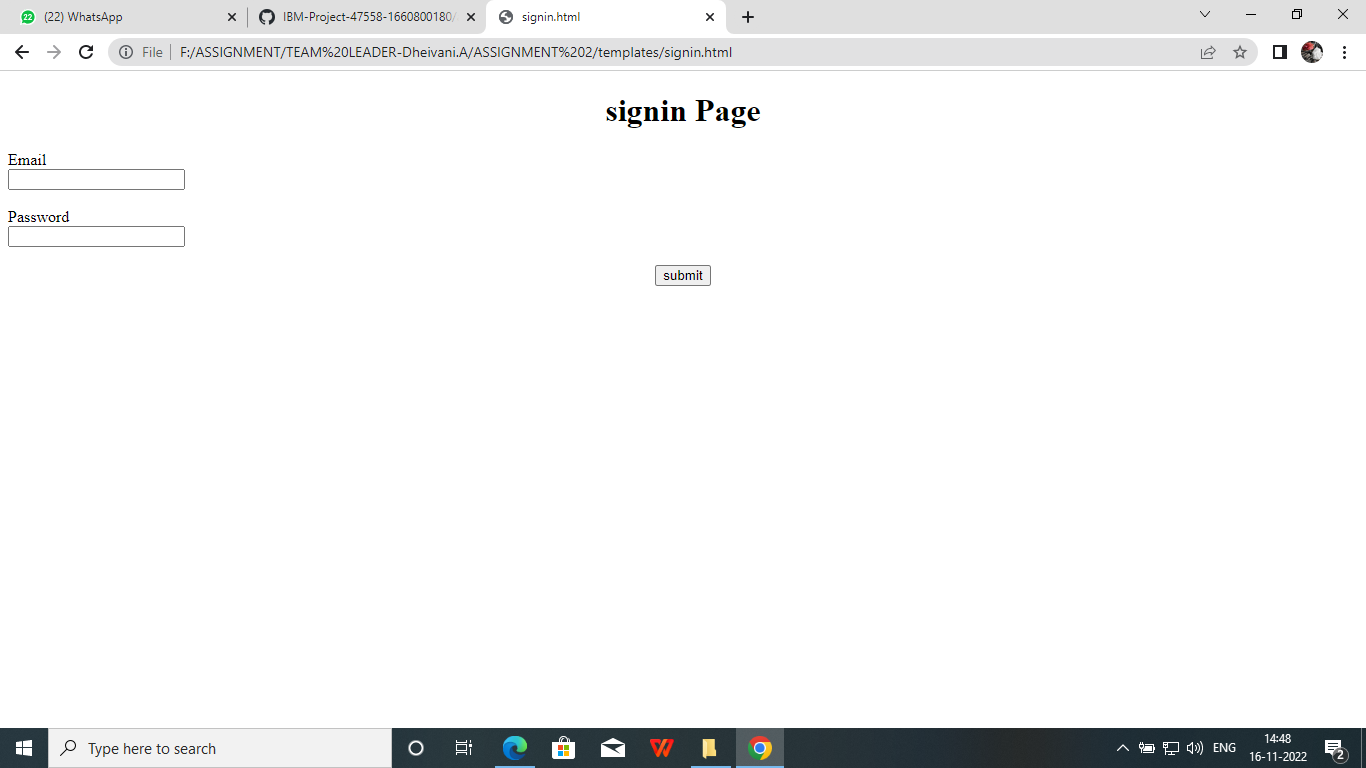 (22) WhatsApp
IBM-Project-47558-1660800180/
signin.html
File
F:/ASSIGNMENT/TEAM%20LEADER-Dheivani.A/ASSIGNMENT%202/templates/signin.html
signin Page
Email
Password
submit
Type here to search
ENG
14:48
16-11-2022
2